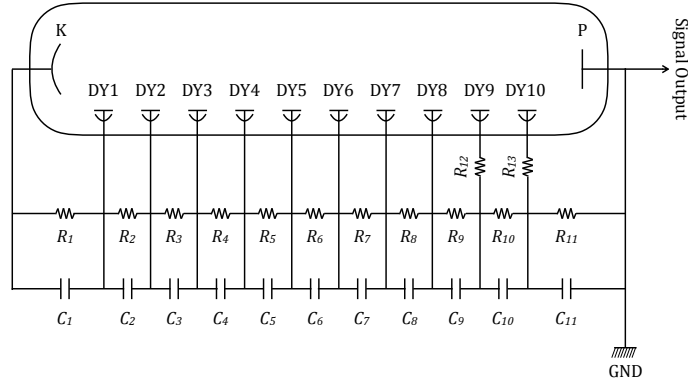 K
P
Signal Output
DY1 DY2 DY3 DY4 DY5 DY6 DY7 DY8 DY9 DY10
R12 R13
R1 R2 R3 R4 R5 R6 R7 R8 R9 R10 R11
C1 C2 C3 C4 C5 C6 C7 C8 C9 C10 C11
GND